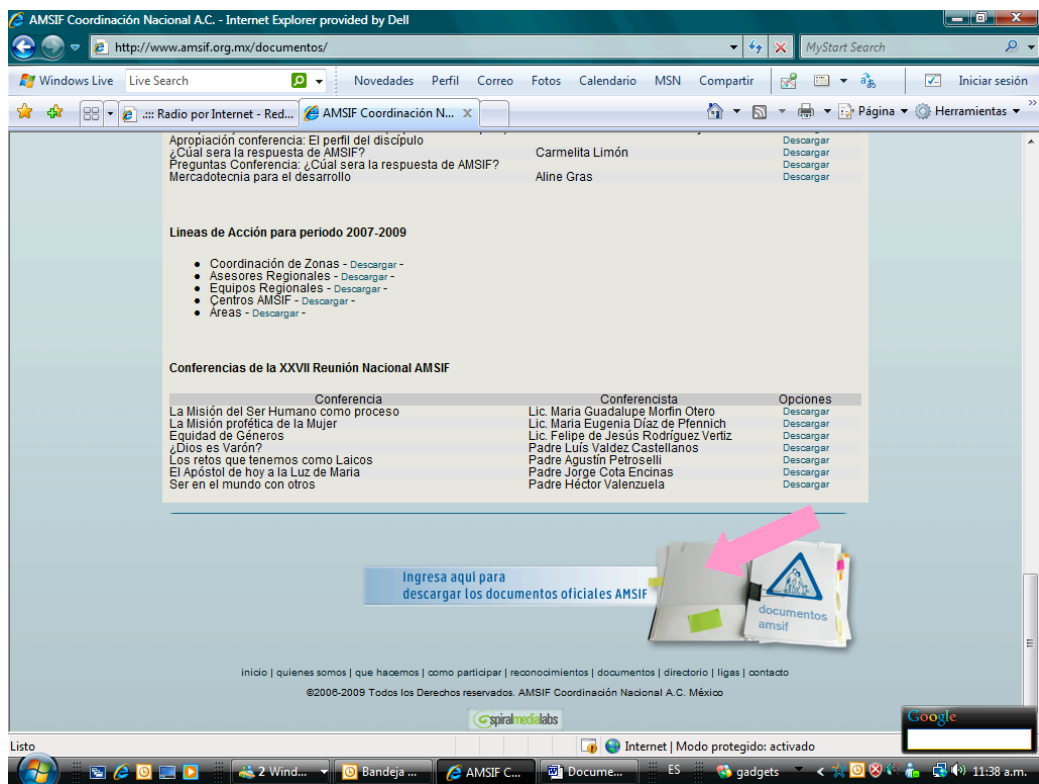 AMSIF Coordinación Nacional A.C. - Internet Explorer provided by Dell
http://www.amsif.org.mx/documentos/ MyStart Search
Windows Live Live Search Novedades Perfil Correo Fotos Calendario MSN Compartir Iniciar sesión
.::: Radio por Internet - Red... AMSIF Coordinación N... X Página Herramientas
Apropiación conferencia: El perfil del discípulo Descargar
¿Cúal sera la respuesta de AMSIF? Carmelita Limón Descargar
Preguntas Conferencia: ¿Cúal sera la respuesta de AMSIF? Descargar
Mercadotecnia para el desarrollo Aline Gras Descargar
Lineas de Acción para periodo 2007-2009
• Coordinación de Zonas - Descargar -
• Asesores Regionales - Descargar -
• Equipos Regionales - Descargar -
• Centros AMSIF - Descargar -
• Áreas - Descargar -
Conferencias de la XXVII Reunión Nacional AMSIF
Conferencia Conferencista Opciones
La Misión del Ser Humano como proceso Lic. Maria Guadalupe Morfin Otero Descargar
La Misión profética de la Mujer Lic. Maria Eugenia Díaz de Pfennich Descargar
Equidad de Géneros Lic. Felipe de Jesús Rodríguez Vertiz Descargar
¿Dios es Varón? Padre Luís Valdez Castellanos Descargar
Los retos que tenemos como Laicos Padre Agustín Petroselli Descargar
El Apóstol de hoy a la Luz de Maria Padre Jorge Cota Encinas Descargar
Ser en el mundo con otros Padre Héctor Valenzuela Descargar
Ingresa aqui para
descargar los documentos oficiales AMSIF
documentos
amsif
inicio | quienes somos | que hacemos | como participar | reconocimientos | documentos | directorio | ligas | contacto
©2006-2009 Todos los Derechos reservados. AMSIF Coordinación Nacional A.C. México
spiralmedialabs
Google
Listo Internet | Modo protegido: activado
2 Wind... Bandeja ... AMSIF C... Docume... ES gadgets 11:38 a.m.